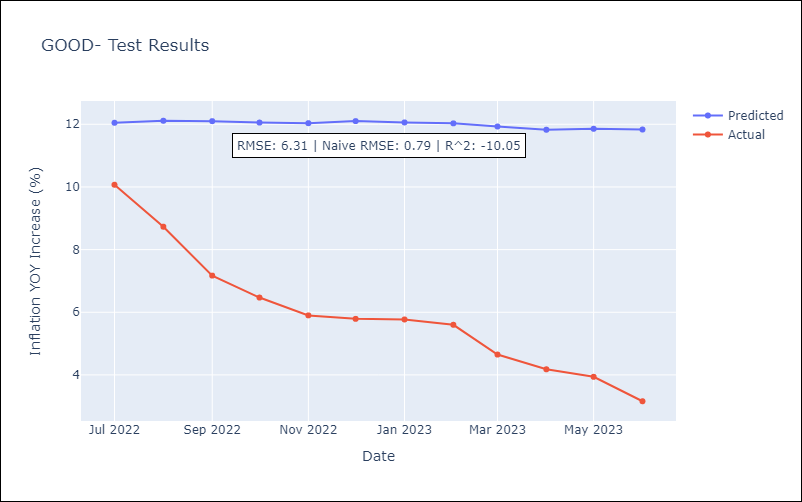 GOOD- Test Results
Predicted
Actual
RMSE: 6.31 | Naive RMSE: 0.79 | R^2: -10.05
12
10
8
6
4
Inflation YOY Increase (%)
Jul 2022
Sep 2022
Nov 2022
Jan 2023
Mar 2023
May 2023
Date